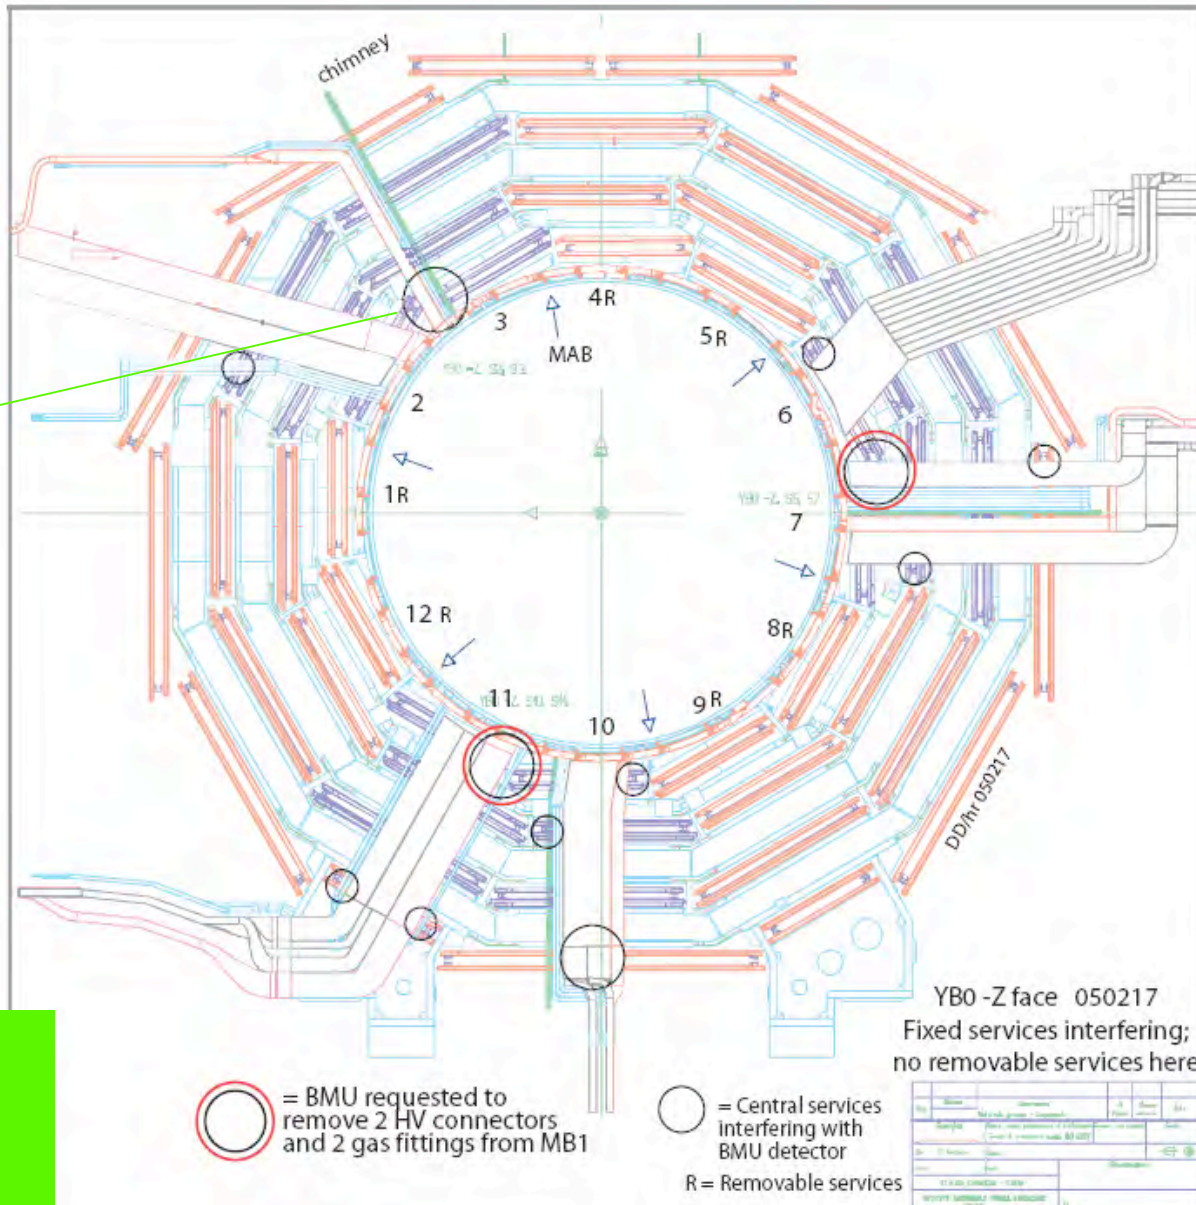 chimney
4R
3
5R
MAB
2
6
1R
7
12 R
8R
11
10
9R
DD/hr 050217
YB0 -Z face 050217
Fixed services interfering;
no removable services here
= BMU requested to
remove 2 HV connectors
and 2 gas fittings from MB1
= Central services
interfering with
BMU detector
R = Removable services